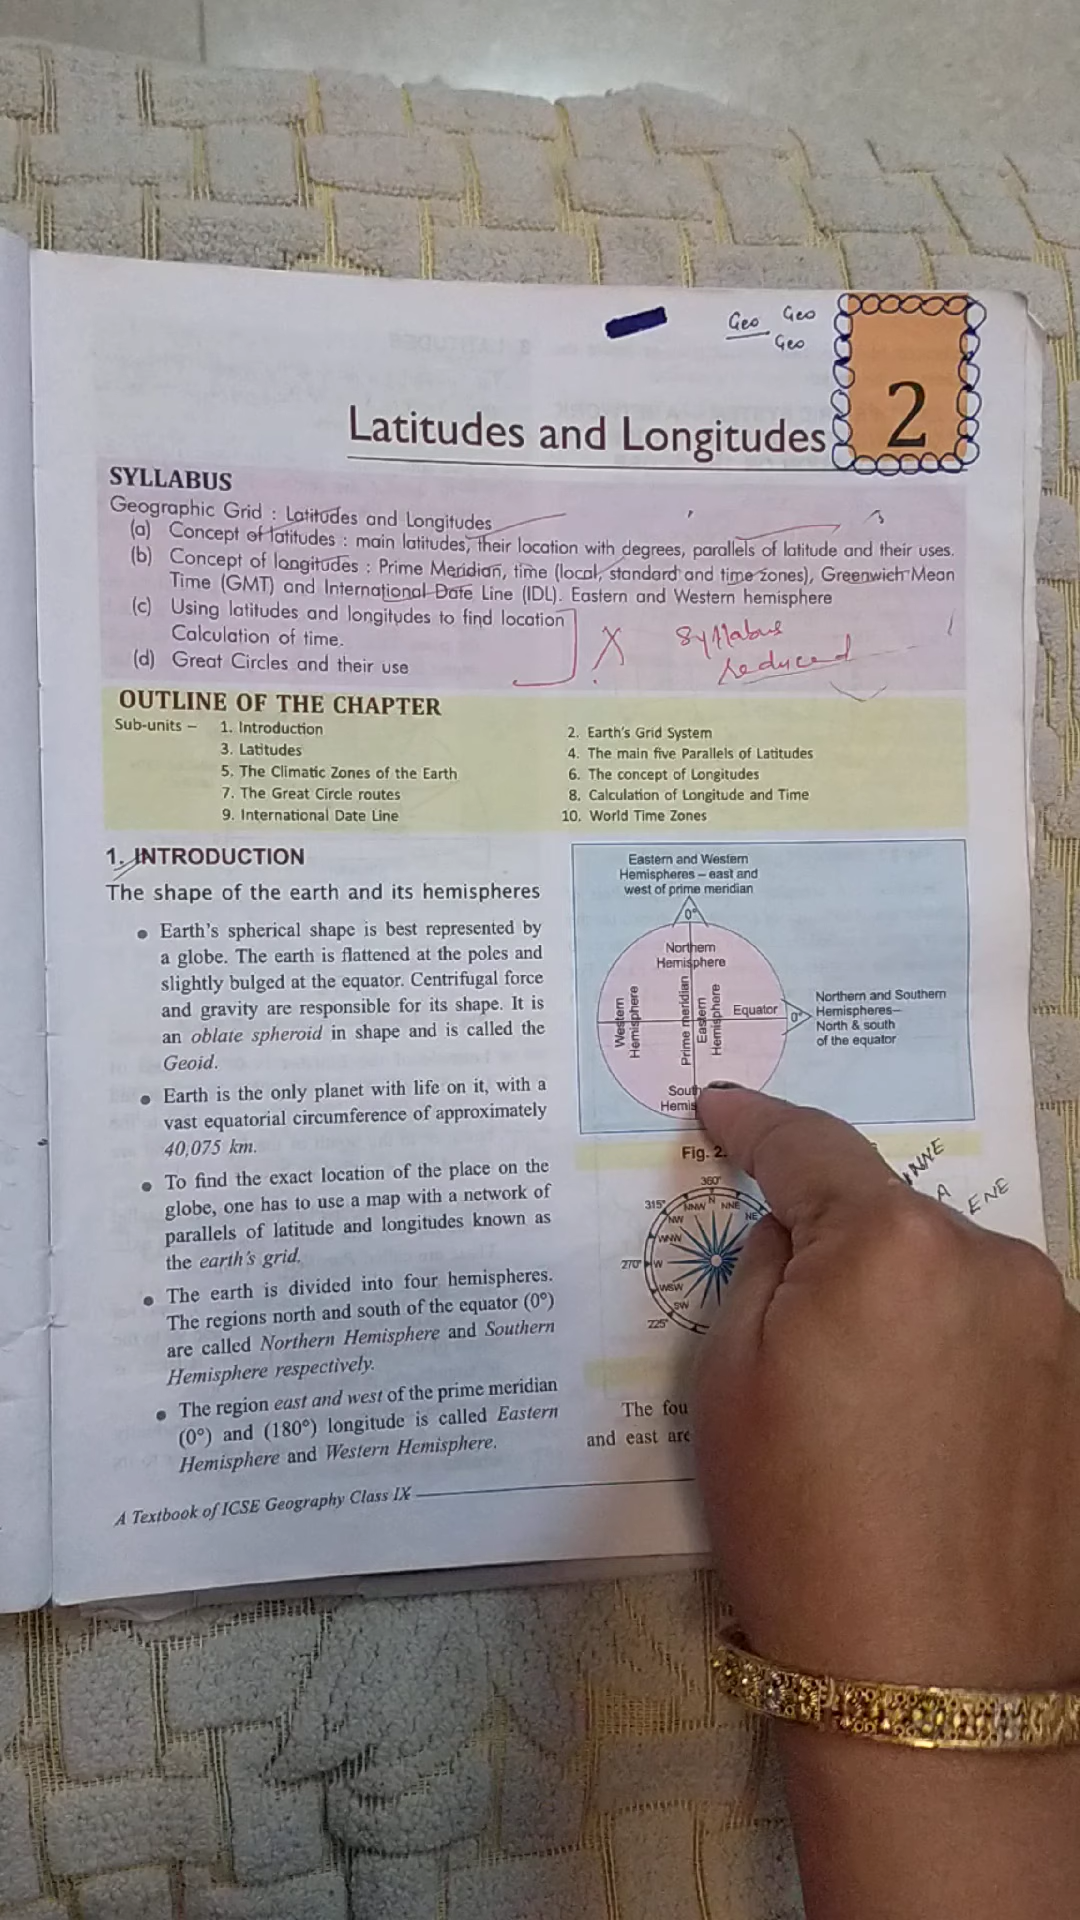 Geo Geo
Geo
2
Latitudes and Longitudes
SYLLABUS
Geographic Grid : Latitudes and Longitudes
(a) Concept of latitudes : main latitudes, their location with degrees, parallels of latitude and their uses.
(b) Concept of longitudes : Prime Meridian, time (local, standard and time zones), Greenwich Mean
Time (GMT) and International Date Line (IDL). Eastern and Western hemisphere
(c) Using latitudes and longitudes to find location
Calculation of time.
(d) Great Circles and their use
X Syllabus
reduced
OUTLINE OF THE CHAPTER
Sub-units – 1. Introduction
2. Earth's Grid System
3. Latitudes
4. The main five Parallels of Latitudes
5. The Climatic Zones of the Earth
6. The concept of Longitudes
7. The Great Circle routes
8. Calculation of Longitude and Time
9. International Date Line
10. World Time Zones
1. INTRODUCTION
The shape of the earth and its hemispheres
• Earth's spherical shape is best represented by
a globe. The earth is flattened at the poles and
slightly bulged at the equator. Centrifugal force
and gravity are responsible for its shape. It is
an oblate spheroid in shape and is called the
Geoid.
• Earth is the only planet with life on it, with a
vast equatorial circumference of approximately
40,075 km.
• To find the exact location of the place on the
globe, one has to use a map with a network of
parallels of latitude and longitudes known as
the earth's grid.
• The earth is divided into four hemispheres.
The regions north and south of the equator (0°)
are called Northern Hemisphere and Southern
Hemisphere respectively.
• The region east and west of the prime meridian
(0°) and (180°) longitude is called Eastern
Hemisphere and Western Hemisphere.
A Textbook of ICSE Geography Class IX
Eastern and Western
Hemispheres – east and
west of prime meridian
0°
Northern
Hemisphere
Western
Hemisphere
Prime meridian
Eastern
Hemisphere
Equator
0°
Northern and Southern
Hemispheres–
North & south
of the equator
South
Hemis
Fig. 2.
NNE
A
ENE
360°
315°
NNW N NNE
NW NE
WNW
270° W
WSW
SW
225°
The fou
and east are